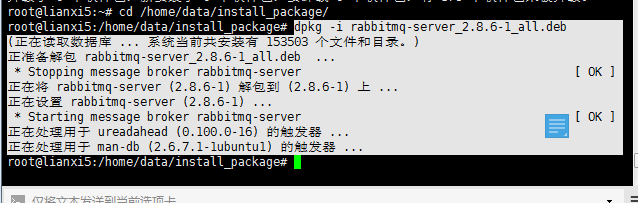 root@lianxi5:~# cd /home/data/install_package/
root@lianxi5:/home/data/install_package# dpkg -i rabbitmq-server_2.8.6-1_all.deb
(正在读取数据库 ... 系统当前共安装有 153503 个文件和目录。)
正准备解包 rabbitmq-server_2.8.6-1_all.deb  ...
 * Stopping message broker rabbitmq-server [ OK ]
正在将 rabbitmq-server (2.8.6-1) 解包到 (2.8.6-1) 上 ...
正在设置 rabbitmq-server (2.8.6-1) ...
 * Starting message broker rabbitmq-server [ OK ]
正在处理用于 ureadahead (0.100.0-16) 的触发器 ...
正在处理用于 man-db (2.6.7.1-1ubuntu1) 的触发器 ...
root@lianxi5:/home/data/install_package#
仅将文本发送到当前选项卡